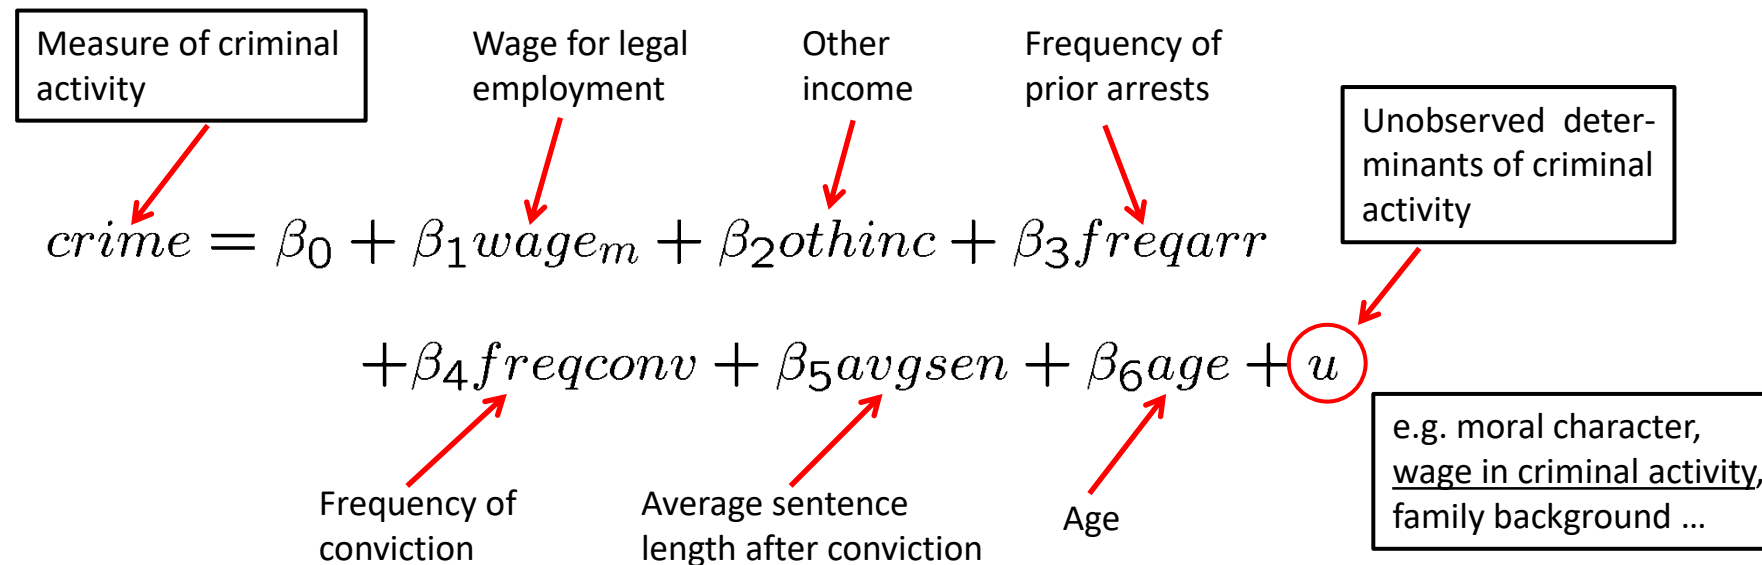 Measure of criminal
activity
Wage for legal
employment
Other
income
Frequency of
prior arrests
Unobserved deter-
minants of criminal
activity
crime = β₀ + β₁wageₘ + β₂othinc + β₃freqarr
+β₄freqconv + β₅avgsen + β₆age + u
Frequency of
conviction
Average sentence
length after conviction
Age
e.g. moral character,
wage in criminal activity,
family background ...